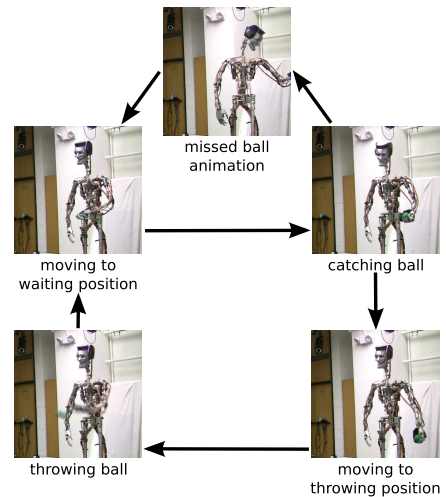 missed ball
animation
moving to
waiting position
catching ball
throwing ball
moving to
throwing position